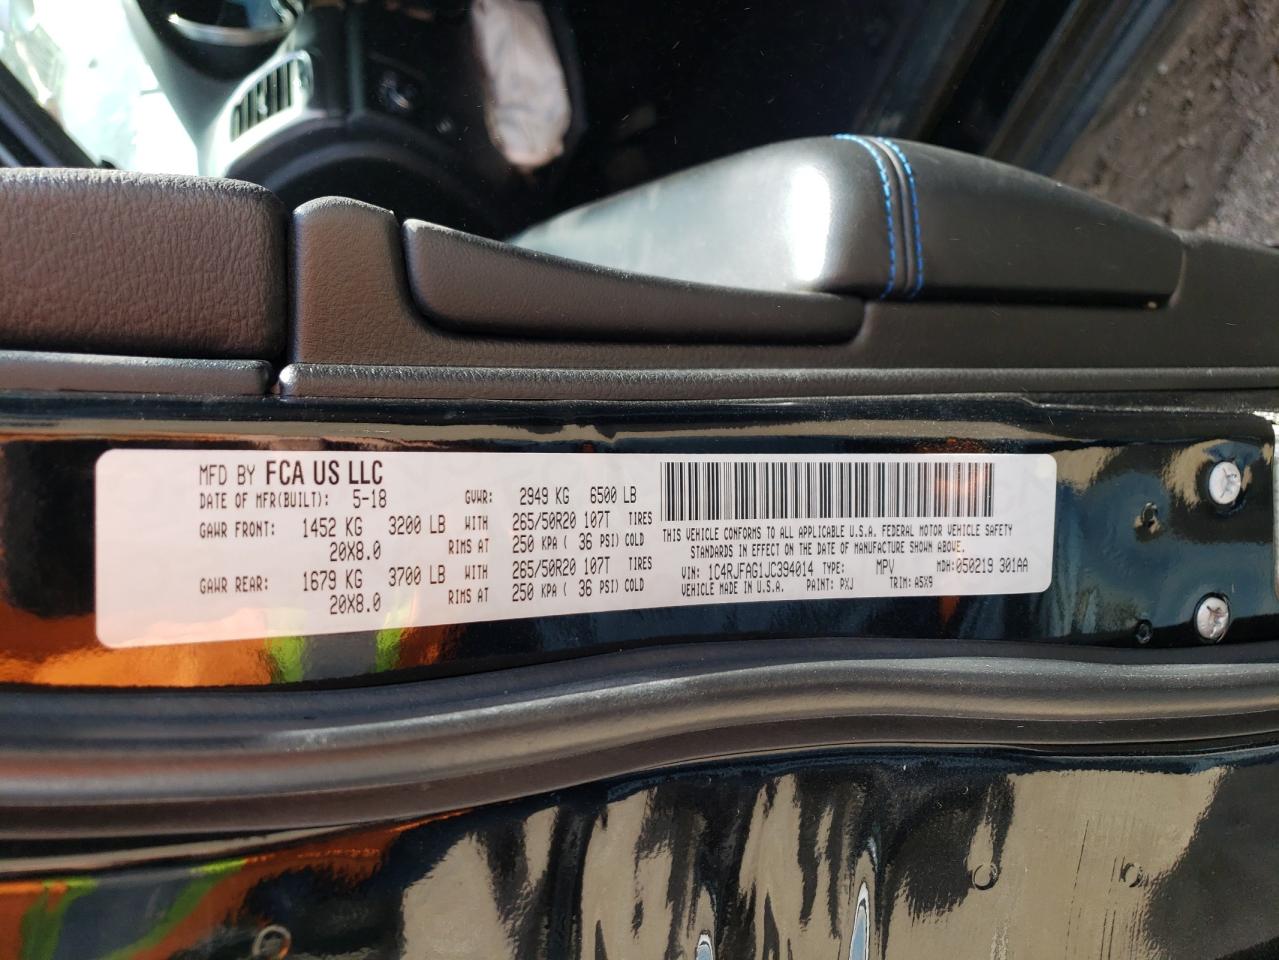 MFD BY FCA US LLC
DATE OF MFR(BUILT): 5-18 GVWR: 2949 KG 6500 LB
GAWR FRONT: 1452 KG 3200 LB WITH 265/50R20 107T TIRES
20X8.0 RIMS AT 250 KPA ( 36 PSI) COLD
GAWR REAR: 1679 KG 3700 LB WITH 265/50R20 107T TIRES
20X8.0 RIMS AT 250 KPA ( 36 PSI) COLD
THIS VEHICLE CONFORMS TO ALL APPLICABLE U.S.A. FEDERAL MOTOR VEHICLE SAFETY
STANDARDS IN EFFECT ON THE DATE OF MANUFACTURE SHOWN ABOVE.
VIN: 1C4RJFAG1JC394014 TYPE: MPV MDH: 050219 301AA
VEHICLE MADE IN U.S.A. PAINT: PXJ TRIM: A5X9